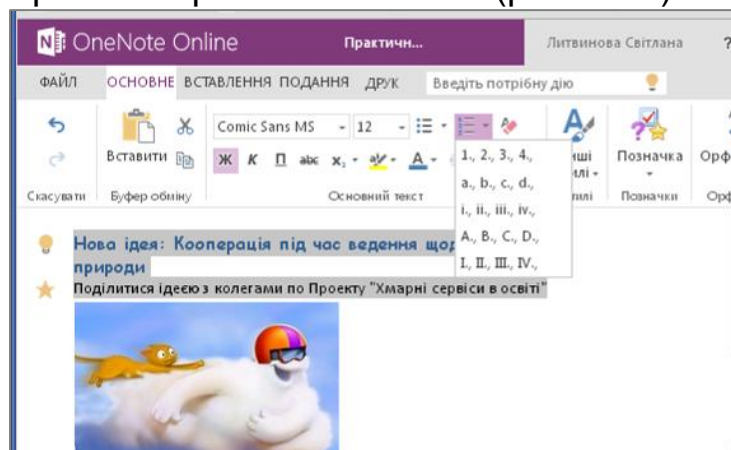 OneNote Online Практичн... Литвинова Світлана ?
ФАЙЛ ОСНОВНЕ ВСТАВЛЕННЯ ПОДАННЯ ДРУК Введіть потрібну дію
Comic Sans MS 12
Вставити Ж К П abc x₂ А Позначка
Скасувати Буфер обміну Основний текст Позначки
1., 2., 3., 4.,
a., b., c., d.,
i., ii., iii., iv.,
A., B., C., D.,
I., II., III., IV.,
Нова ідея: Кооперація під час ведення
природи
Поділитися ідеєю з колегами по Проекту "Хмарні сервіси в освіті"